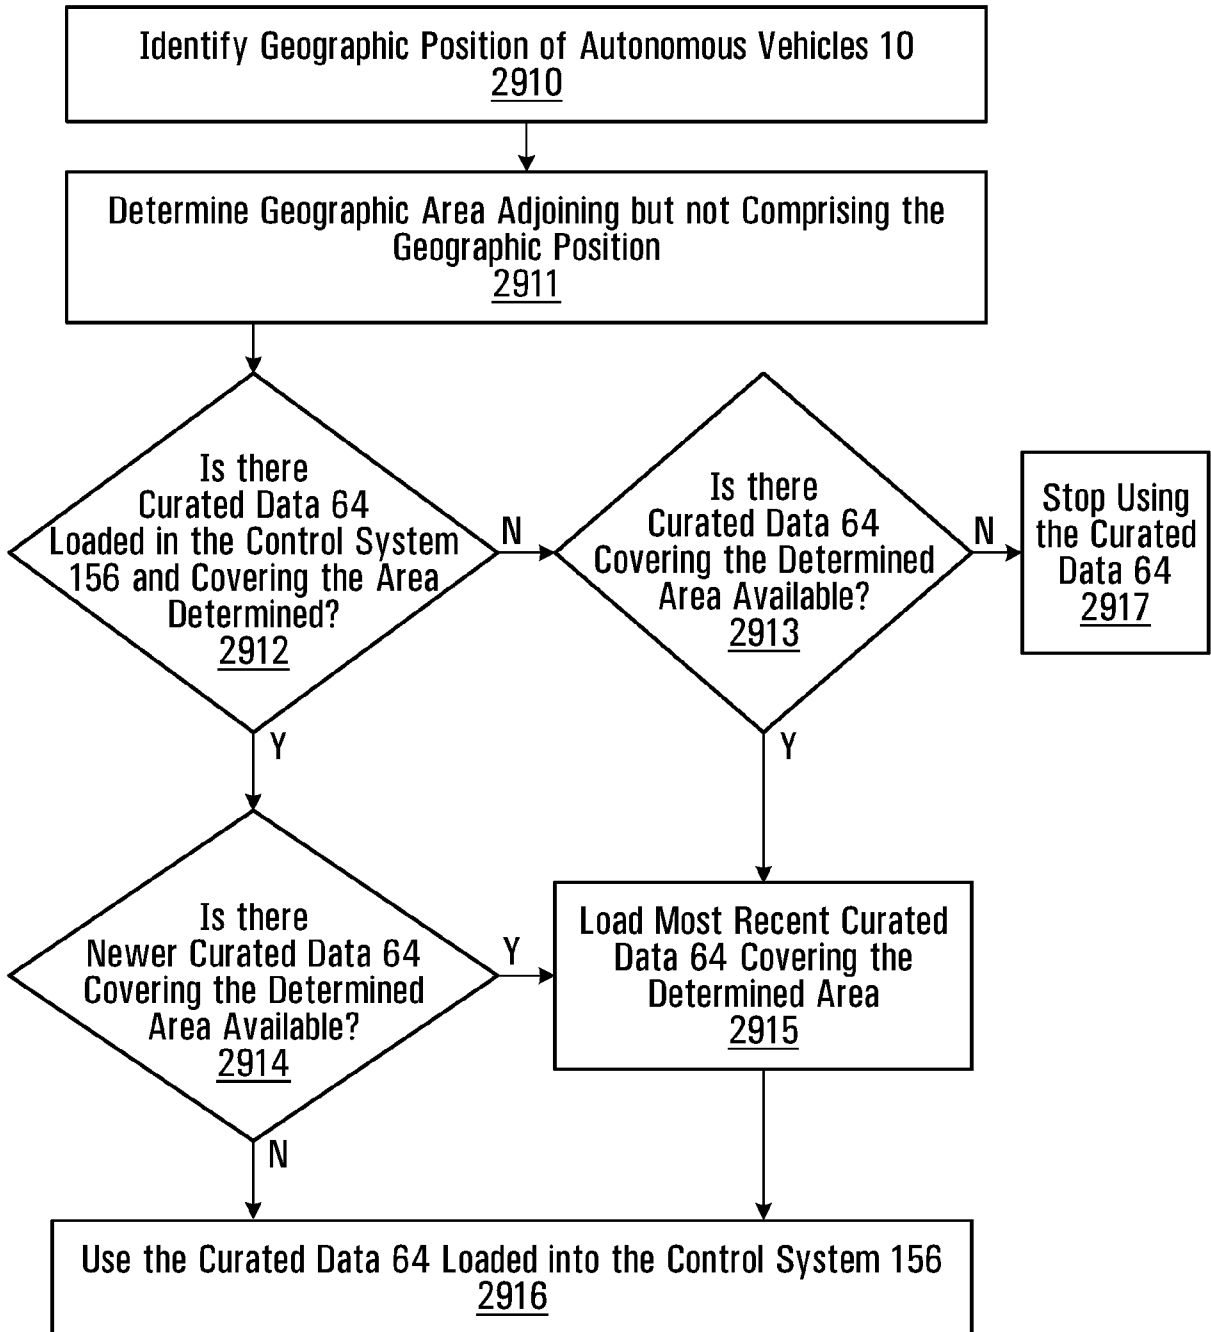 Identify Geographic Position of Autonomous Vehicles 10
2910
Determine Geographic Area Adjoining but not Comprising the
Geographic Position
2911
Is there
Curated Data 64
Loaded in the Control System
156 and Covering the Area
Determined?
2912
N
Is there
Curated Data 64
Covering the Determined
Area Available?
2913
N
Stop Using
the Curated
Data 64
2917
Y
Y
Is there
Newer Curated Data 64
Covering the Determined
Area Available?
2914
Y
Load Most Recent Curated
Data 64 Covering the
Determined Area
2915
N
Use the Curated Data 64 Loaded into the Control System 156
2916